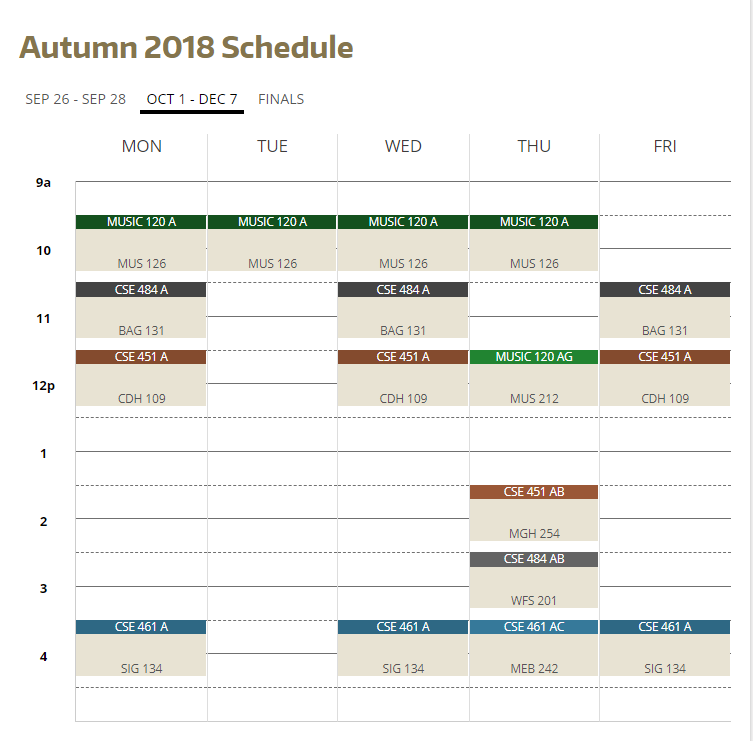 Autumn 2018 Schedule
SEP 26 - SEP 28 OCT 1 - DEC 7 FINALS
MON TUE WED THU FRI
9a
MUSIC 120 A MUSIC 120 A MUSIC 120 A MUSIC 120 A
10
MUS 126 MUS 126 MUS 126 MUS 126
CSE 484 A CSE 484 A CSE 484 A
11
BAG 131 BAG 131 BAG 131
CSE 451 A CSE 451 A MUSIC 120 AG CSE 451 A
12p
CDH 109 CDH 109 MUS 212 CDH 109
1
CSE 451 AB
2
MGH 254
CSE 484 AB
3
WFS 201
CSE 461 A CSE 461 A CSE 461 AC CSE 461 A
4
SIG 134 SIG 134 MEB 242 SIG 134